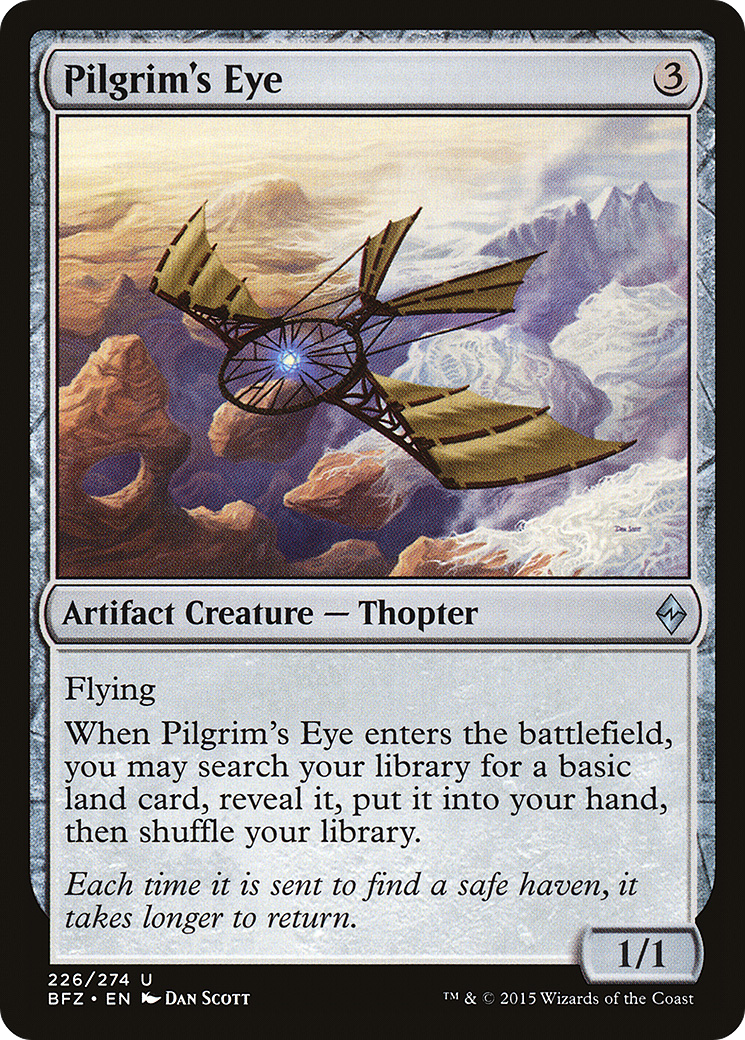 Pilgrim's Eye
3
Dan Scott
Artifact Creature — Thopter
Flying
When Pilgrim's Eye enters the battlefield,
you may search your library for a basic
land card, reveal it, put it into your hand,
then shuffle your library.
Each time it is sent to find a safe haven, it
takes longer to return.
1/1
226/274 U
BFZ • EN Dan Scott
™ & © 2015 Wizards of the Coast